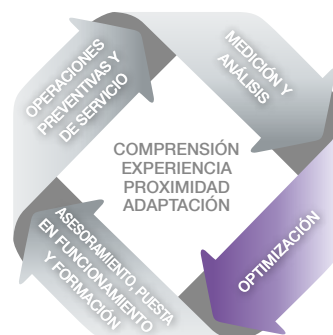 OPERACIONES
PREVENTIVAS Y
DE SERVICIO
MEDICIÓN Y
ANÁLISIS
COMPRENSIÓN
EXPERIENCIA
PROXIMIDAD
ADAPTACIÓN
OPTIMIZACIÓN
ASESORAMIENTO, PUESTA
EN FUNCIONAMIENTO
Y FORMACIÓN